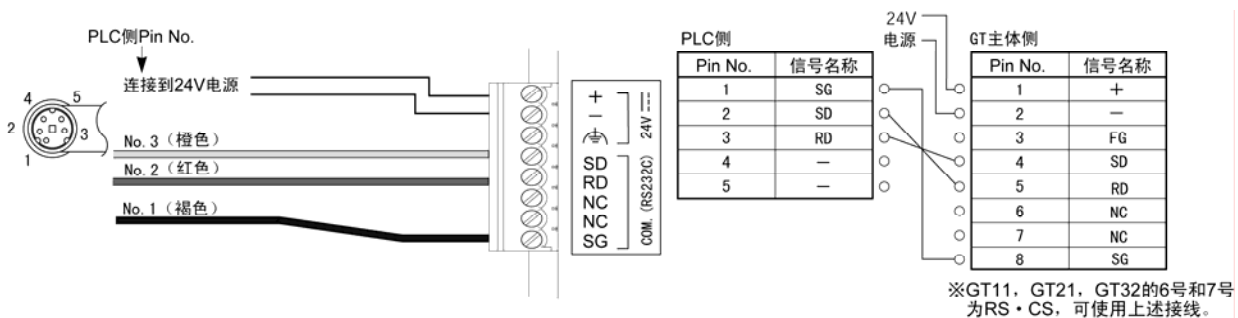 PLC侧Pin No.
连接到24V电源
4
5
2
3
1
No.3（橙色）
No.2（红色）
No.1（褐色）
+
−
24V
SD
RD
NC
NC
SG
COM.(RS232C)
PLC侧
Pin No. 信号名称
1 SG
2 SD
3 RD
4 −
5 −
24V
电源
GT主体侧
Pin No. 信号名称
1 +
2 −
3 FG
4 SD
5 RD
6 NC
7 NC
8 SG
※GT11，GT21，GT32的6号和7号
为RS・CS，可使用上述接线。